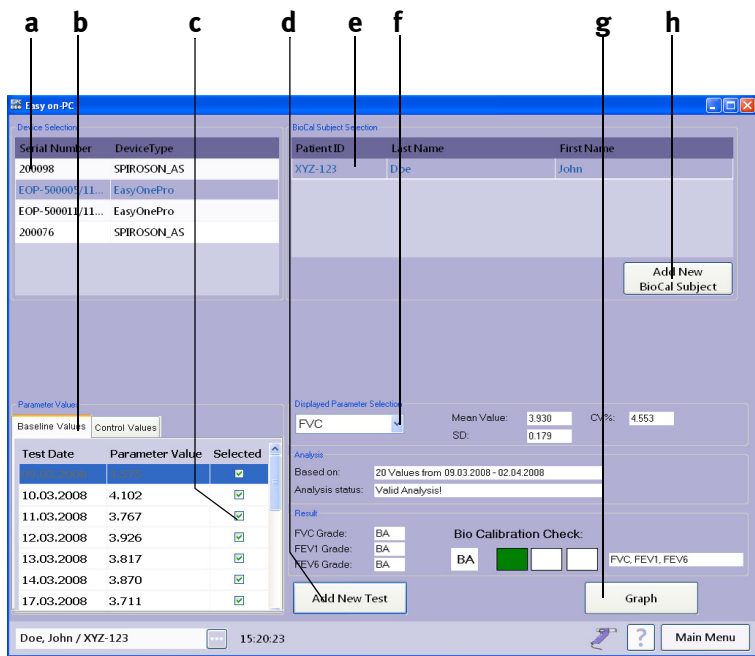 a b c d e f g h
Easy on-PC
Device Selection
Serial Number DeviceType
200098 SPIROSON_AS
EOP-500005/11... EasyOnePro
EOP-500011/11... EasyOnePro
200076 SPIROSON_AS
BioCal Subject Selection
Patient ID Last Name First Name
XYZ-123 Doe John
Add New
BioCal Subject
Parameter Values
Baseline Values Control Values
Test Date Parameter Value Selected
10.03.2008 4.102
11.03.2008 3.767
12.03.2008 3.926
13.03.2008 3.817
14.03.2008 3.870
17.03.2008 3.711
Displayed Parameter Selection
FVC Mean Value: 3.930 CV%: 4.553
SD: 0.179
Analysis
Based on: 20 Values from 09.03.2008 - 02.04.2008
Analysis status: Valid Analysis!
Result
FVC Grade: BA
FEV1 Grade: BA
FEV6 Grade: BA
Bio Calibration Check:
BA FVC, FEV1, FEV6
Add New Test
Graph
Doe, John / XYZ-123 ... 15:20:23 ? Main Menu